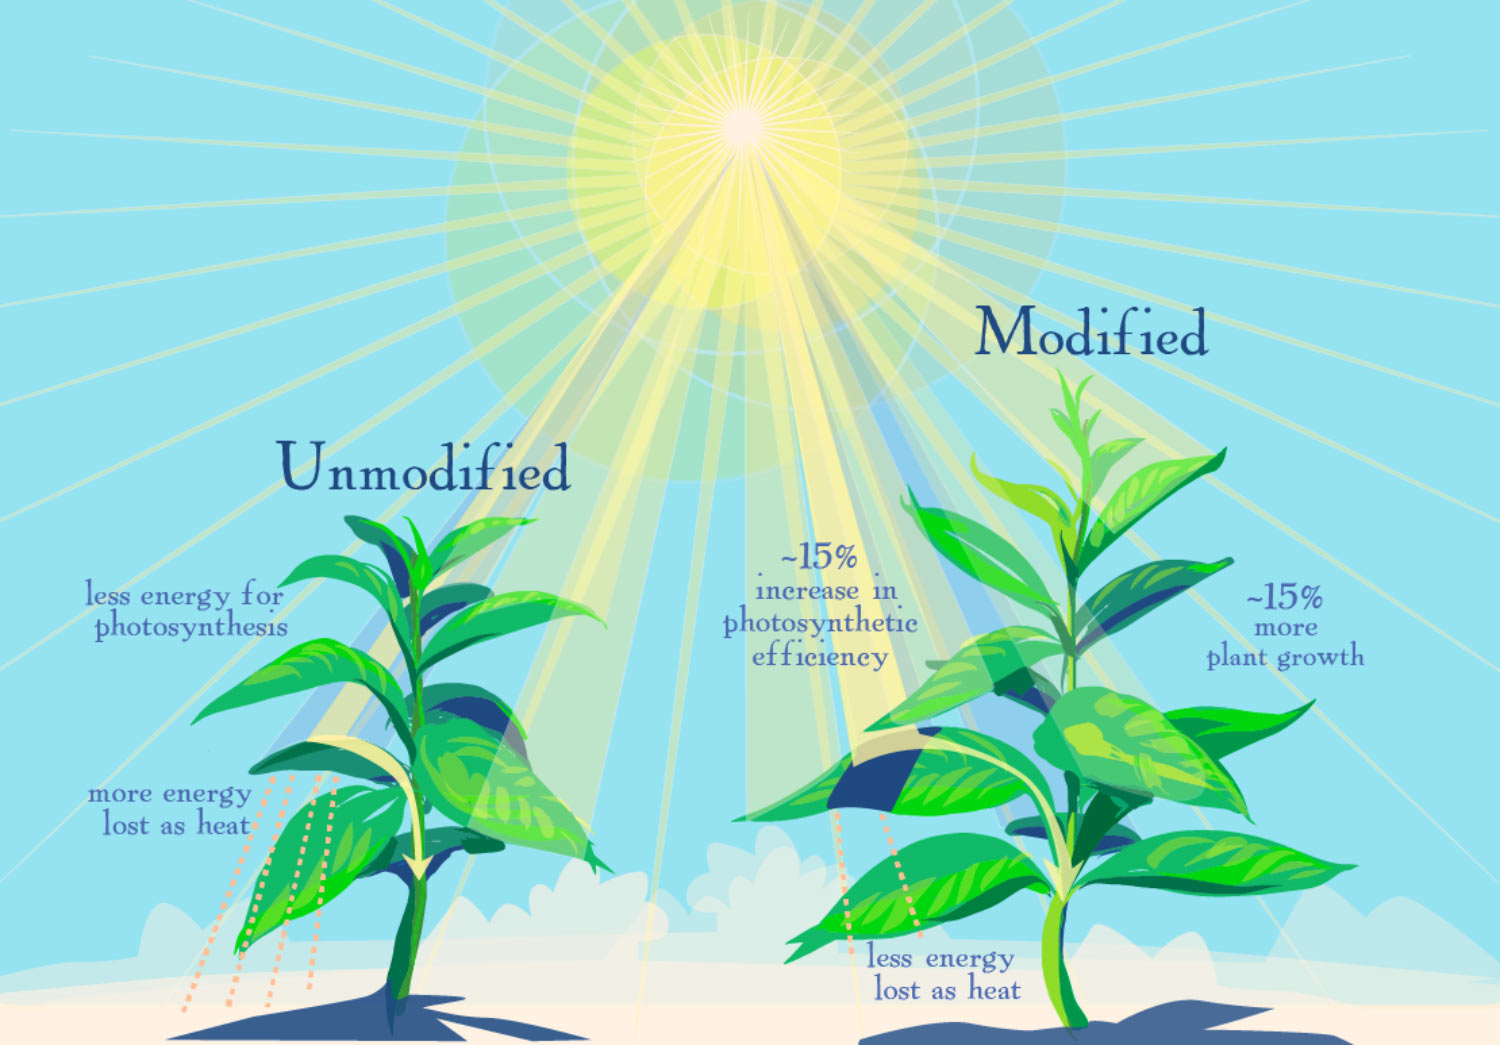 Unmodified
less energy for
photosynthesis
more energy
lost as heat
Modified
~15%
increase in
photosynthetic
efficiency
~15%
more
plant growth
less energy
lost as heat